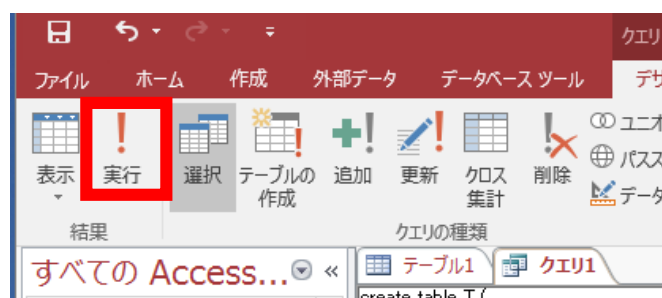 クエリ
ファイル ホーム 作成 外部データ データベース ツール デザ
表示 実行 選択 テーブルの作成 追加 更新 クロス集計 削除
ユニオ
パスス
データ
結果 クエリの種類
すべての Access... « テーブル1 クエリ1
create table T (